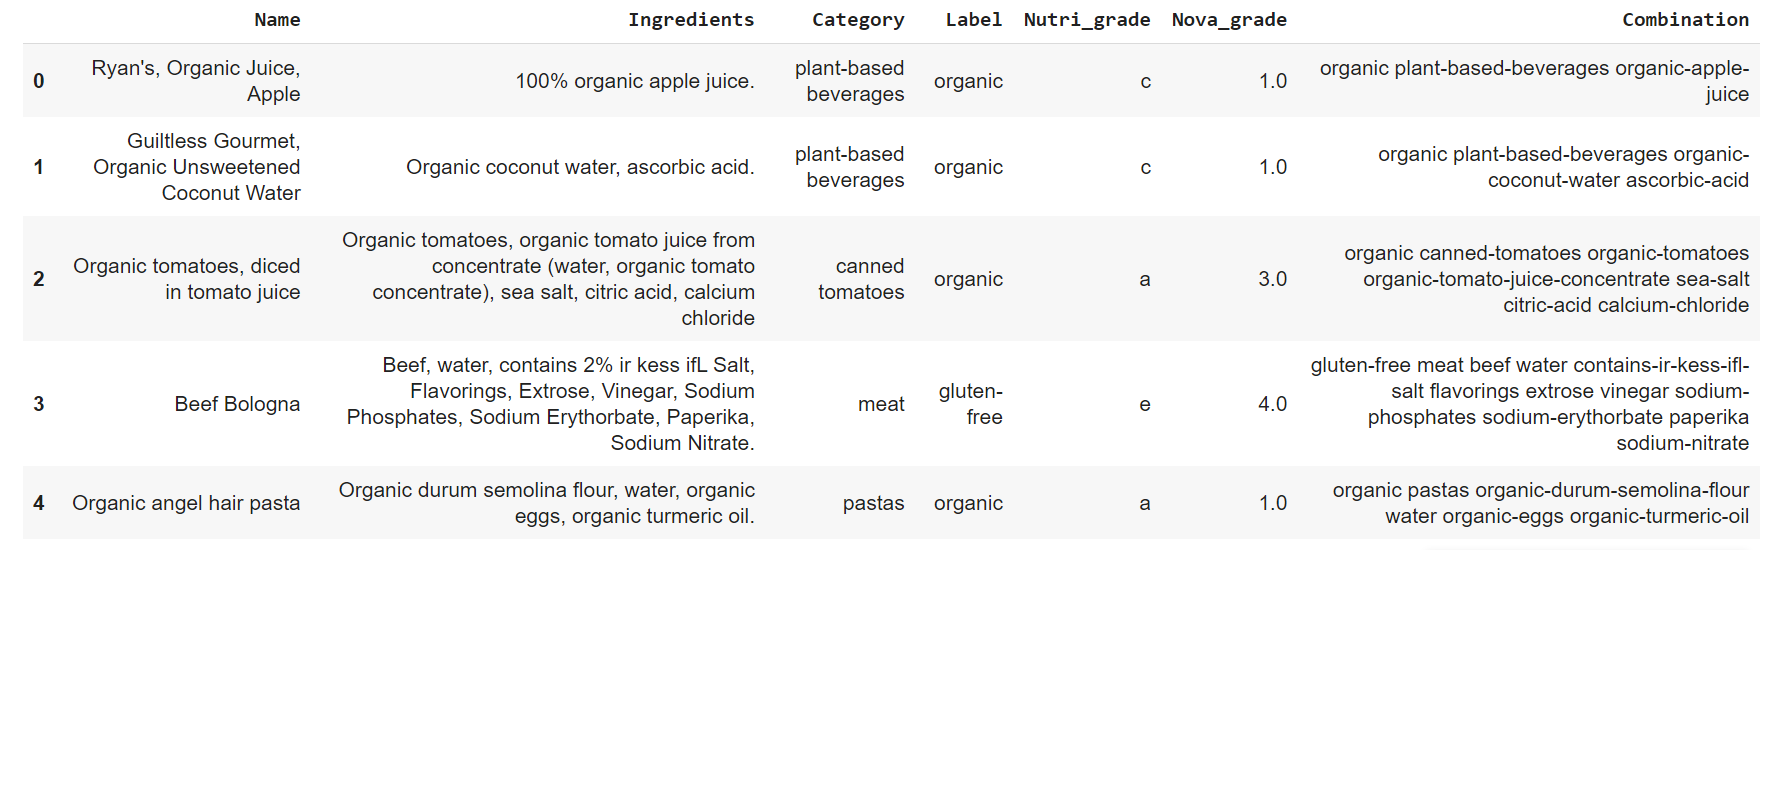 Name Ingredients Category Label Nutri_grade Nova_grade Combination
0 Ryan's, Organic Juice, Apple 100% organic apple juice. plant-based beverages organic c 1.0 organic plant-based-beverages organic-apple-juice
1 Guiltless Gourmet, Organic Unsweetened Coconut Water Organic coconut water, ascorbic acid. plant-based beverages organic c 1.0 organic plant-based-beverages organic-coconut-water ascorbic-acid
2 Organic tomatoes, diced in tomato juice Organic tomatoes, organic tomato juice from concentrate (water, organic tomato concentrate), sea salt, citric acid, calcium chloride canned tomatoes organic a 3.0 organic canned-tomatoes organic-tomatoes organic-tomato-juice-concentrate sea-salt citric-acid calcium-chloride
3 Beef Bologna Beef, water, contains 2% ir kess ifL Salt, Flavorings, Extrose, Vinegar, Sodium Phosphates, Sodium Erythorbate, Paperika, Sodium Nitrate. meat gluten-free e 4.0 gluten-free meat beef water contains-ir-kess-ifl-salt flavorings extrose vinegar sodium-phosphates sodium-erythorbate paperika sodium-nitrate
4 Organic angel hair pasta Organic durum semolina flour, water, organic eggs, organic turmeric oil. pastas organic a 1.0 organic pastas organic-durum-semolina-flour water organic-eggs organic-turmeric-oil